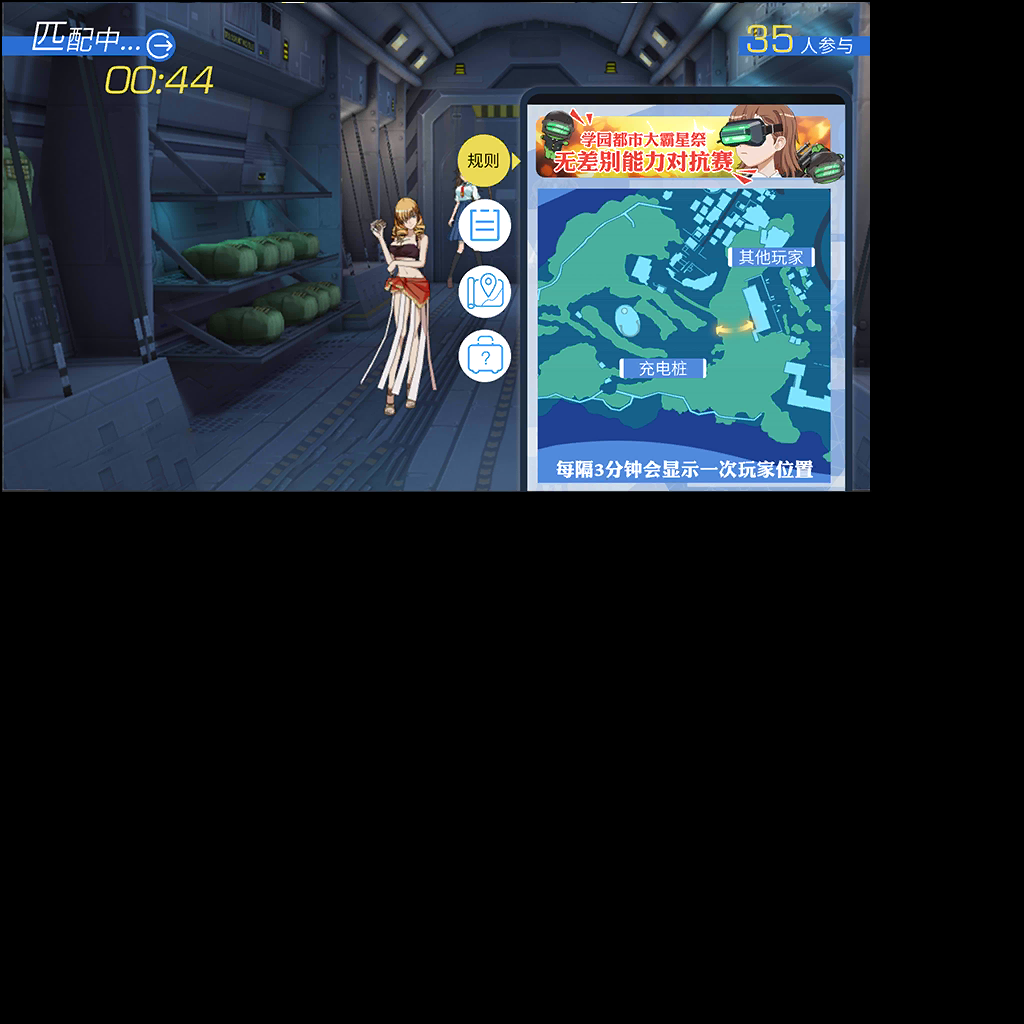 匹配中...
00:44
35 人参与
规则
学园都市大霸星祭
无差别能力对抗赛
其他玩家
充电桩
?
每隔3分钟会显示一次玩家位置